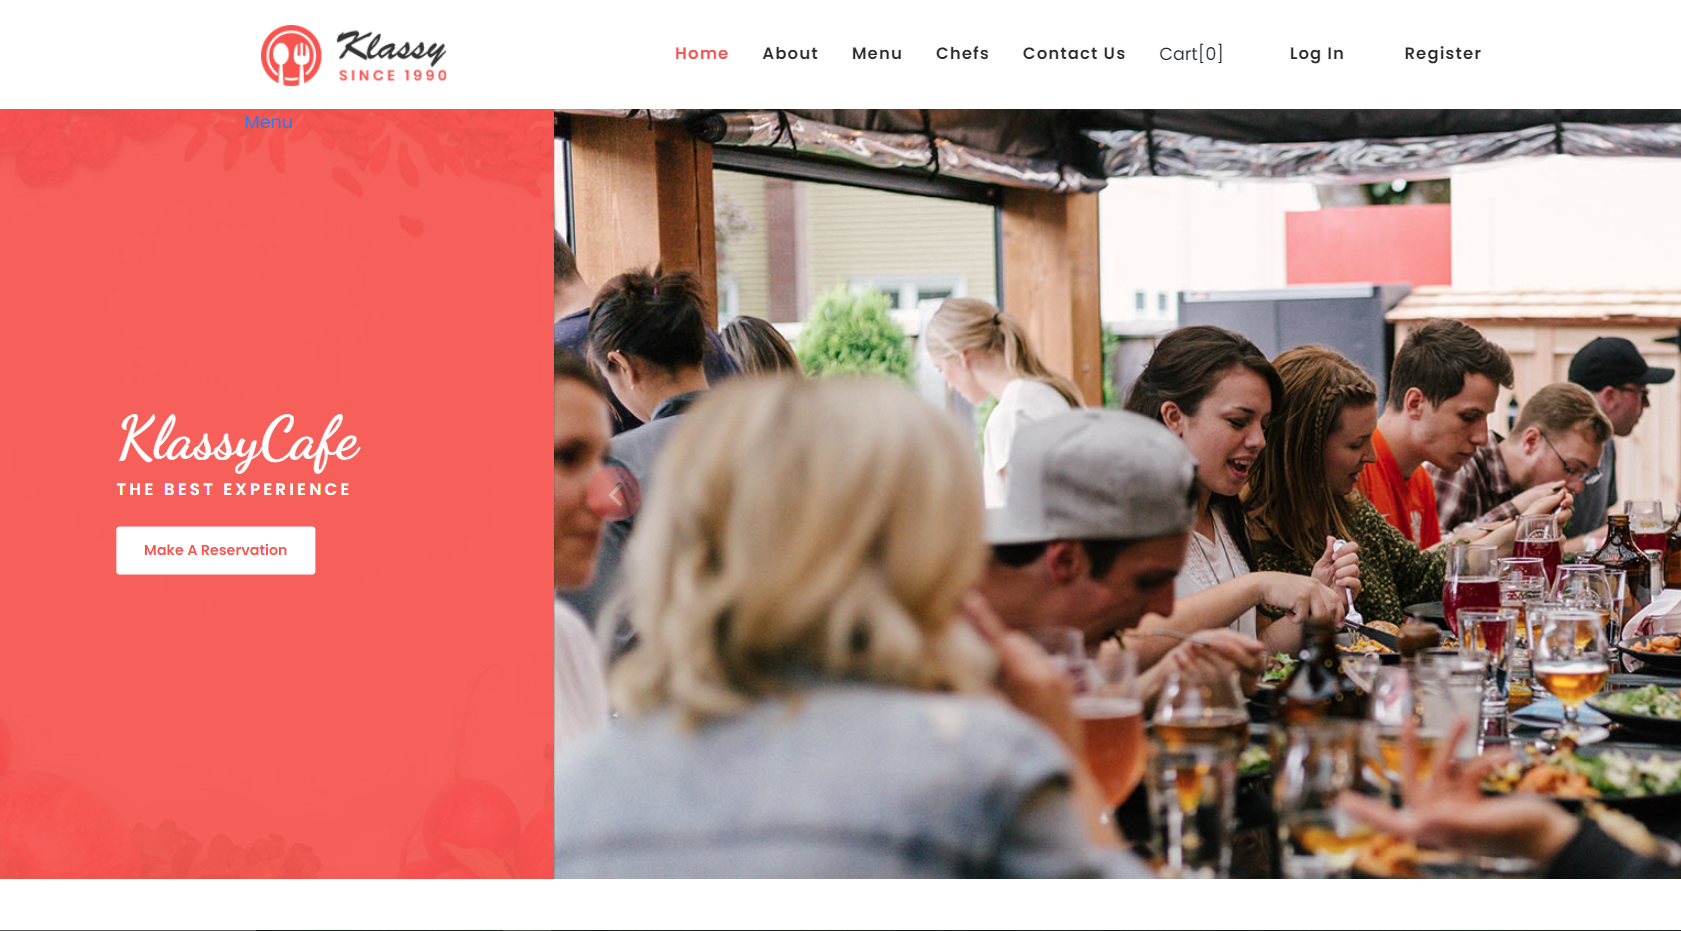 Klassy
SINCE 1990
Home About Menu Chefs Contact Us Cart[0] Log In Register
Menu
KlassyCafe
THE BEST EXPERIENCE
Make A Reservation